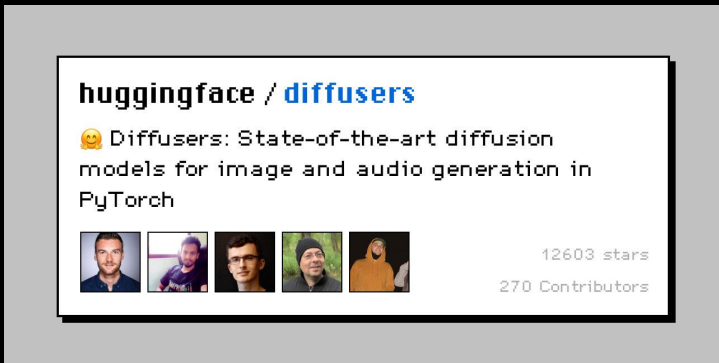 huggingface / diffusers
🤗 Diffusers: State-of-the-art diffusion
models for image and audio generation in
PyTorch
12603 stars
270 Contributors